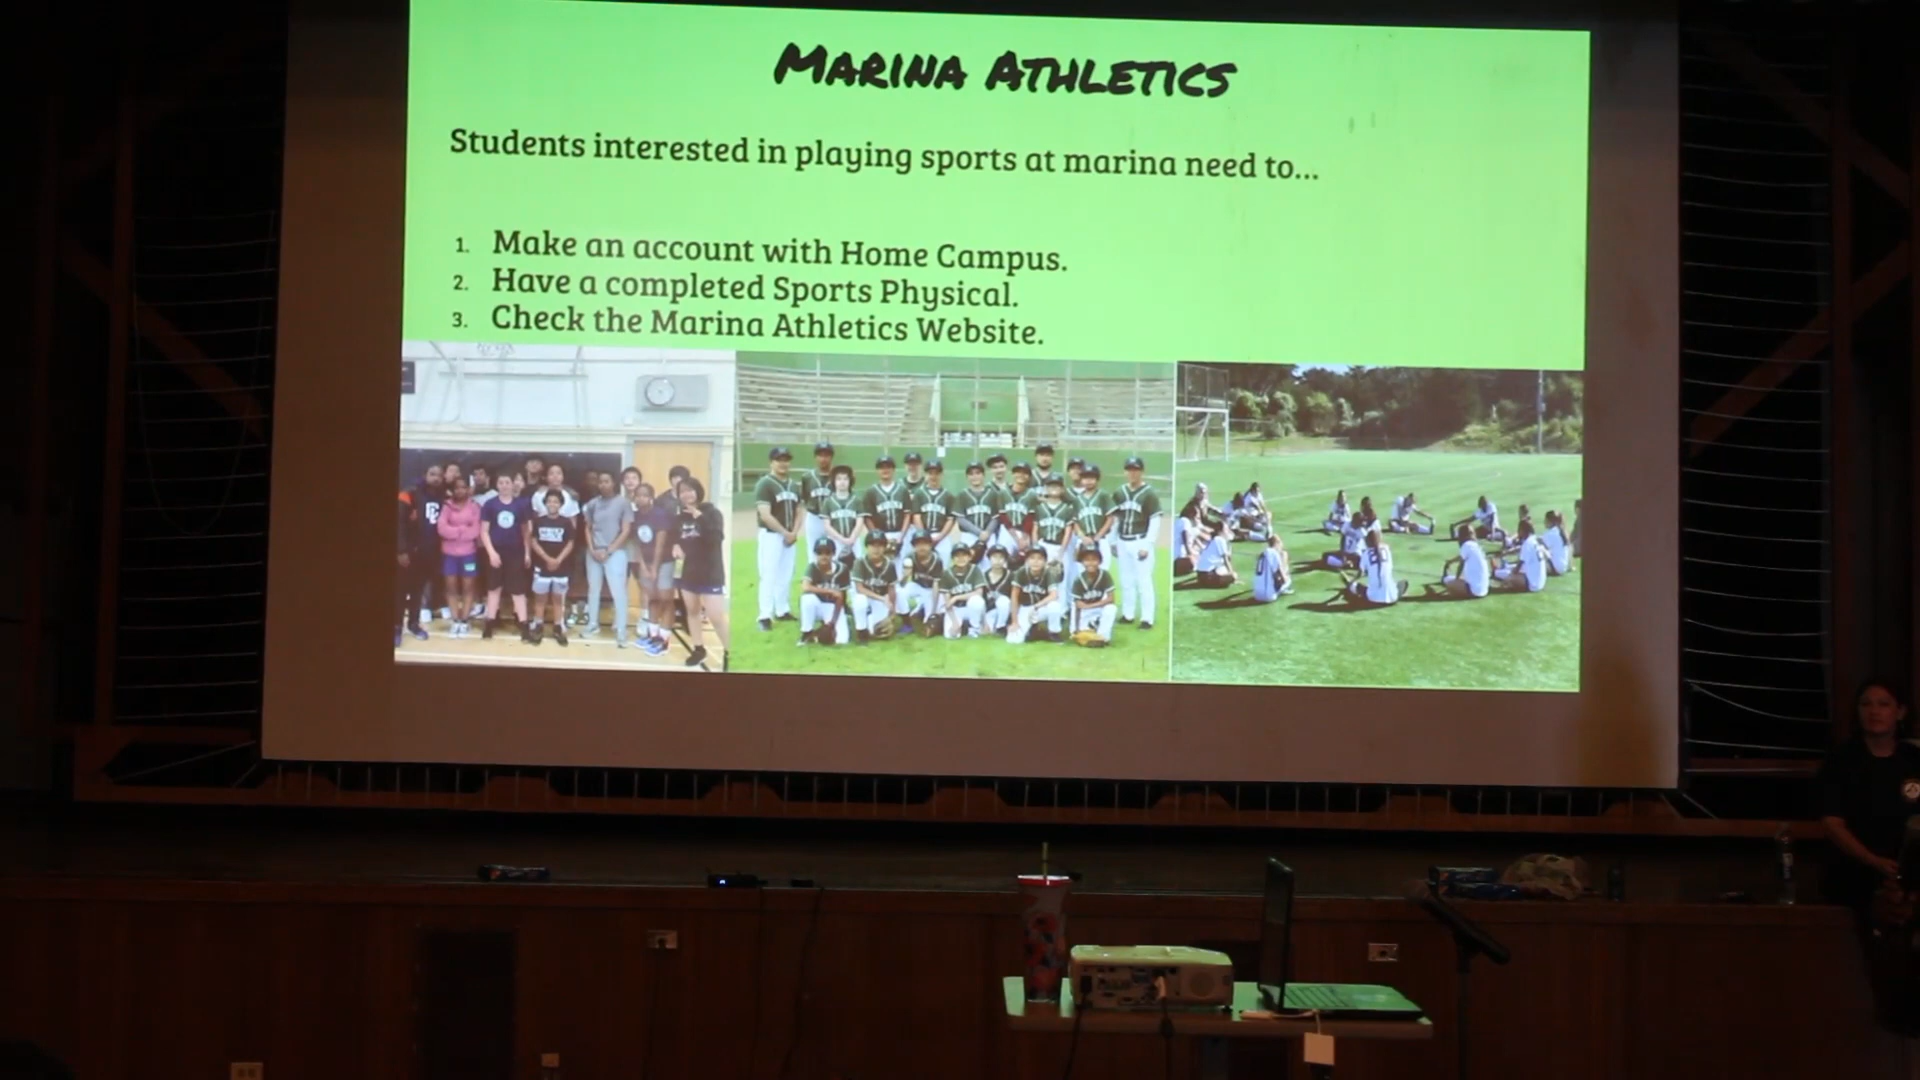 MARINA ATHLETICS
Students interested in playing sports at marina need to...
1. Make an account with Home Campus.
2. Have a completed Sports Physical.
3. Check the Marina Athletics Website.